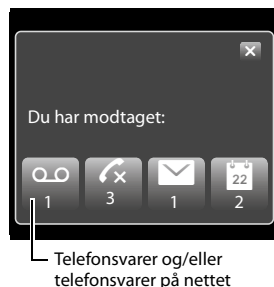 Du har modtaget:
22
1 3 1 2
Telefonsvarer og/eller
telefonsvarer på nettet